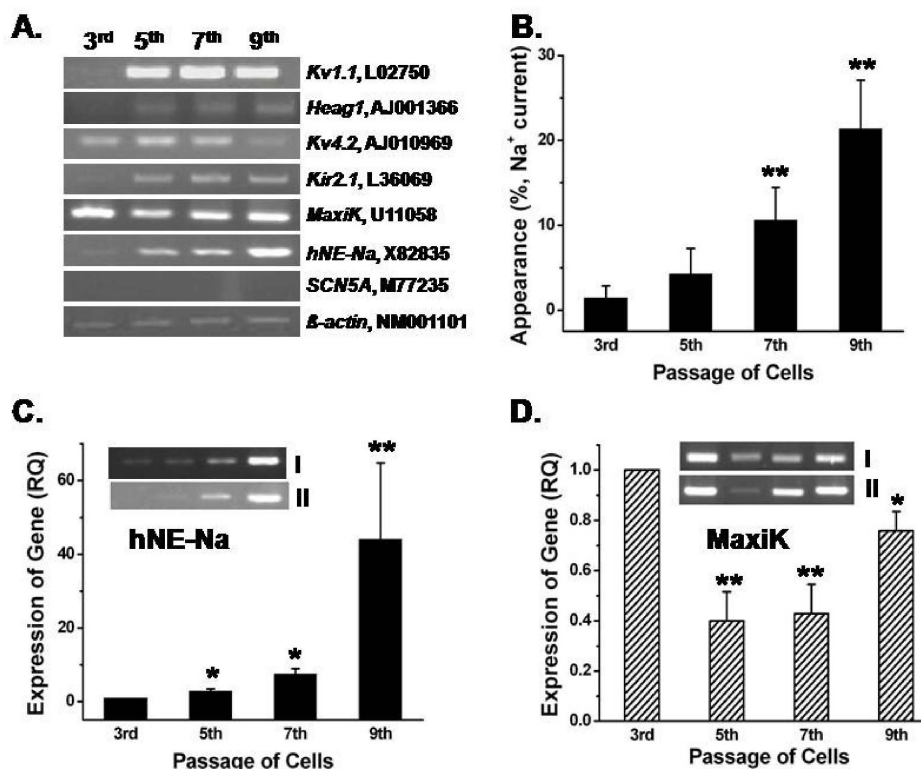 A.
3rd 5th 7th 9th
Kv1.1, L02750
Heag1, AJ001366
Kv4.2, AJ010969
Kir2.1, L36069
MaxiK, U11058
hNE-Na, X82835
SCN5A, M77235
ß-actin, NM001101
B.
Appearance (%, Na+ current)
30
20
10
0
**
**
3rd 5th 7th 9th
Passage of Cells
C.
Expression of Gene (RQ)
60
40
20
0
I
II
hNE-Na
*
*
**
3rd 5th 7th 9th
Passage of Cells
D.
Expression of Gene (RQ)
1.0
0.8
0.6
0.4
0.2
0.0
I
II
MaxiK
**
**
*
3rd 5th 7th 9th
Passage of Cells